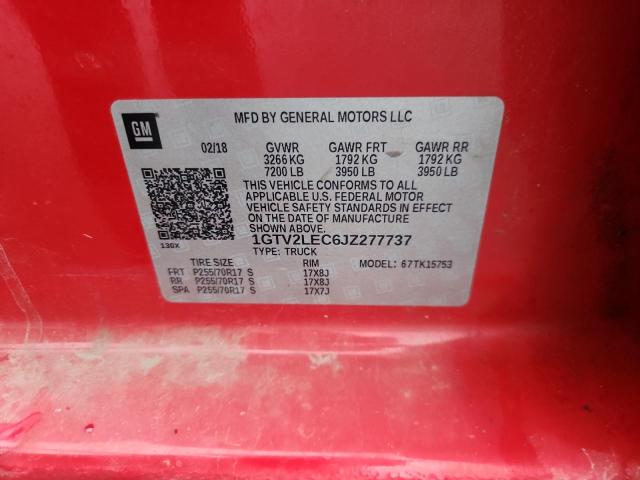 GM
MFD BY GENERAL MOTORS LLC
02/18 GVWR GAWR FRT GAWR RR
3266 KG 1792 KG 1792 KG
7200 LB 3950 LB 3950 LB
THIS VEHICLE CONFORMS TO ALL
APPLICABLE U.S. FEDERAL MOTOR
VEHICLE SAFETY STANDARDS IN EFFECT
ON THE DATE OF MANUFACTURE
SHOWN ABOVE.
130X 1GTV2LEC6JZ277737
TYPE: TRUCK
TIRE SIZE RIM MODEL: 67TK15753
FRT P255/70R17 S 17X8J
RR P255/70R17 S 17X8J
SPA P255/70R17 S 17X7J